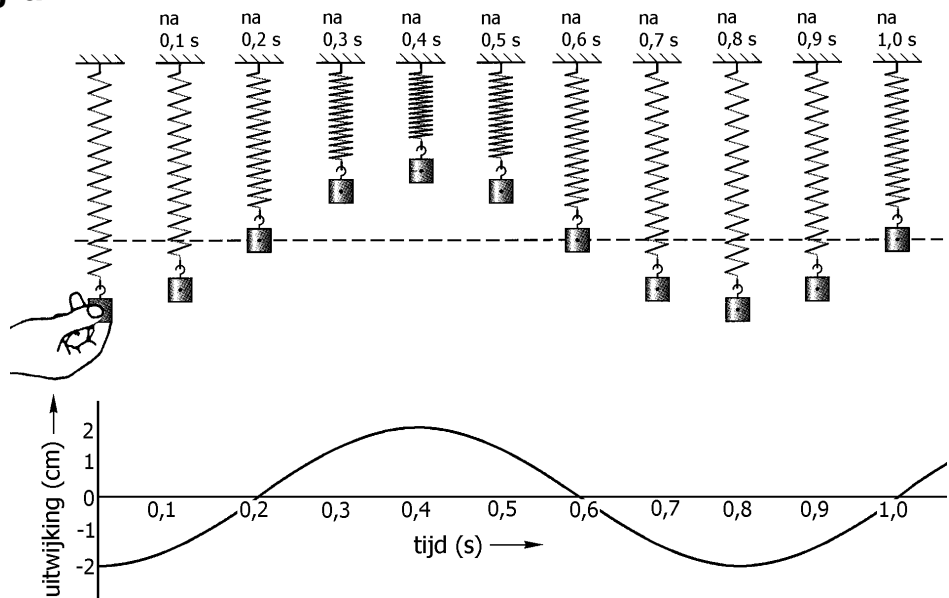 na na na na na na na na na na
0,1 s 0,2 s 0,3 s 0,4 s 0,5 s 0,6 s 0,7 s 0,8 s 0,9 s 1,0 s
uitwijking (cm)
2
1
0
-1
-2
0,1 0,2 0,3 0,4 0,5 0,6 0,7 0,8 0,9 1,0
tijd (s)